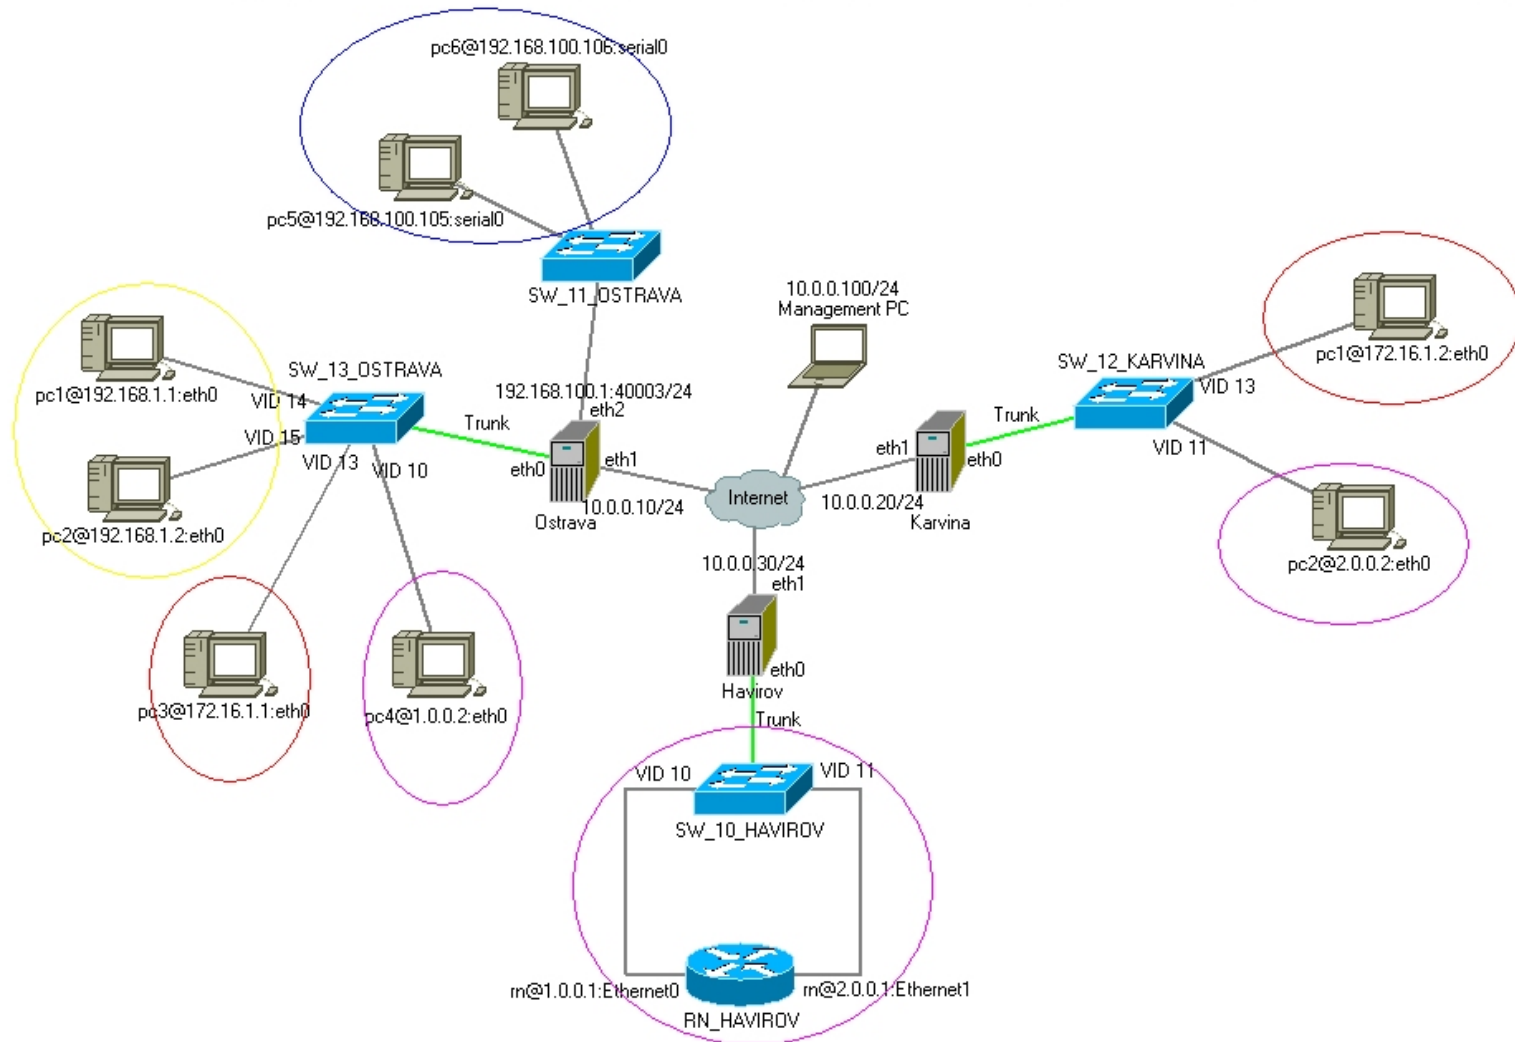 pc6@192.168.100.106:serial0
pc5@192.168.100.105:serial0
SW_11_OSTRAVA
10.0.0.100/24
Management PC
pc1@172.16.1.2:eth0
SW_12_KARVINA
VID 13
Trunk
VID 11
SW_13_OSTRAVA
pc1@192.168.1.1:eth0
VID 14
192.168.100.1:40003/24
eth2
Trunk
VID 15
VID 13
VID 10
eth0
eth1
10.0.0.10/24
Ostrava
Internet
eth1
eth0
10.0.0.20/24
Karvina
pc2@192.168.1.2:eth0
pc2@2.0.0.2:eth0
10.0.0.30/24
eth1
eth0
Havirov
Trunk
pc3@172.16.1.1:eth0
pc4@1.0.0.2:eth0
VID 10
VID 11
SW_10_HAVIROV
rn@1.0.0.1:Ethernet0
rn@2.0.0.1:Ethernet1
RN_HAVIROV